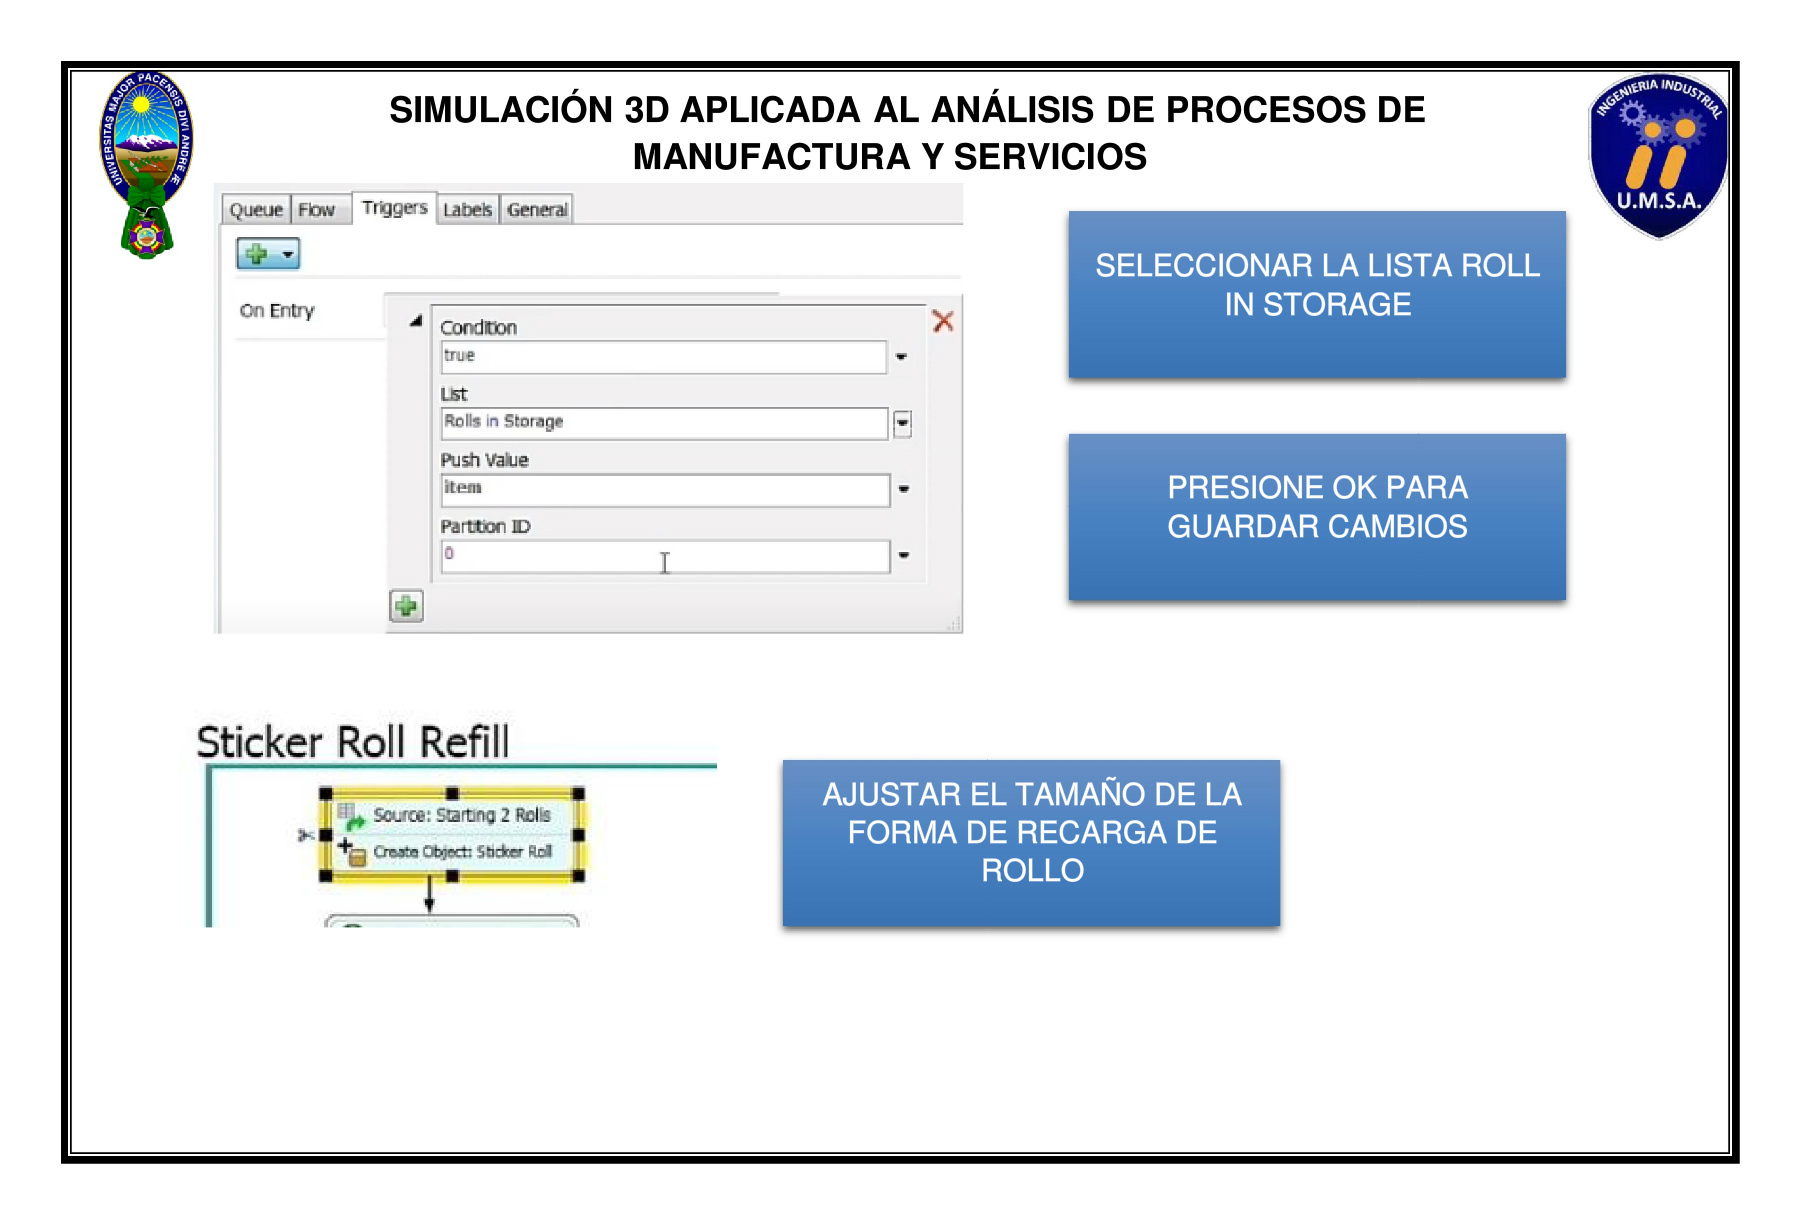 UNIVERSITAS MAJOR PACENSIS DIVI ANDRE Æ
SIMULACIÓN 3D APLICADA AL ANÁLISIS DE PROCESOS DE
MANUFACTURA Y SERVICIOS
INGENIERIA INDUSTRIAL
U.M.S.A.
Queue Flow Triggers Labels General
On Entry
Condition
true
List
Rolls in Storage
Push Value
item
Partition ID
0
SELECCIONAR LA LISTA ROLL
IN STORAGE
PRESIONE OK PARA
GUARDAR CAMBIOS
Sticker Roll Refill
Source: Starting 2 Rolls
Create Object: Sticker Roll
AJUSTAR EL TAMAÑO DE LA
FORMA DE RECARGA DE
ROLLO